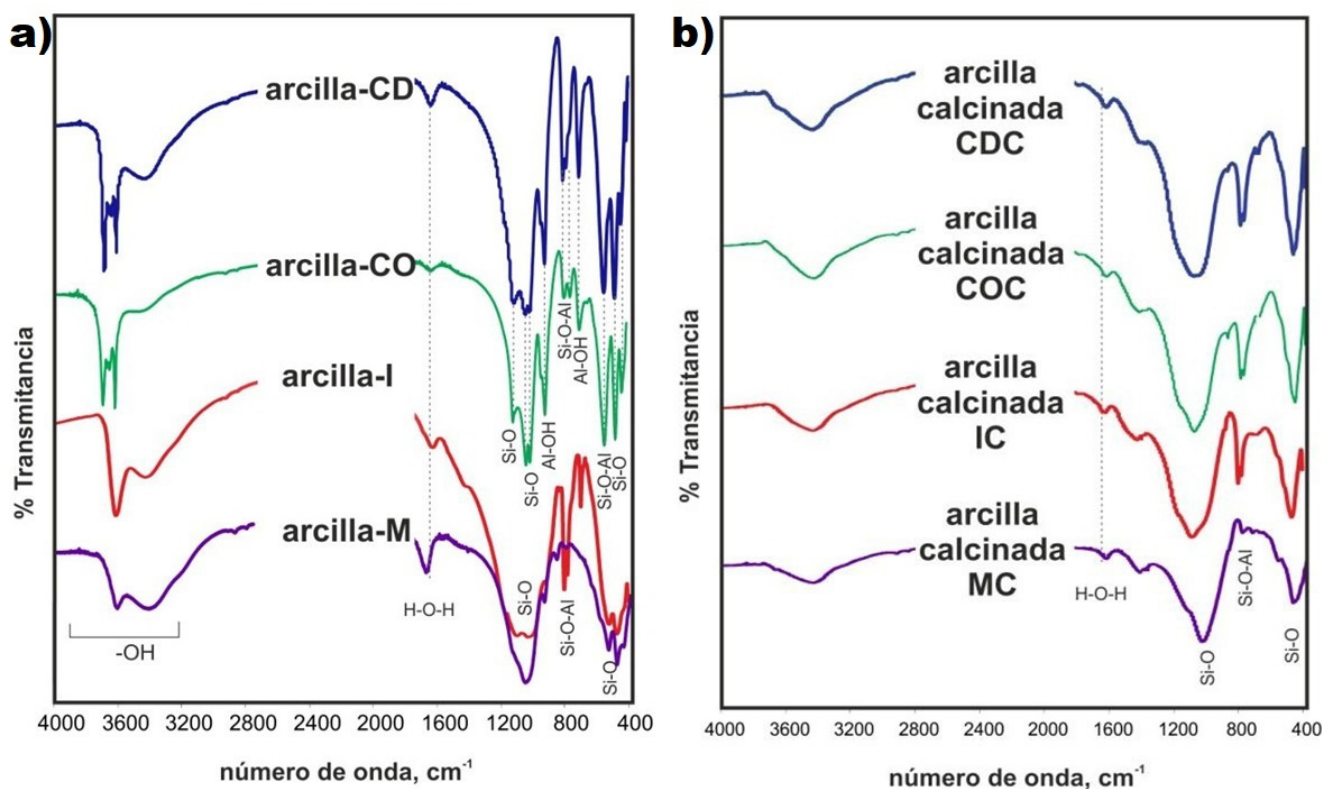 a)
arcilla-CD
arcilla-CO
arcilla-I
arcilla-M
-OH
H-O-H
Si-O
Si-O
Al-OH
Si-O-Al
Al-OH
Si-O-Al
Si-O
Si-O
Si-O-Al
Si-O
% Transmitancia
4000 3600 2800 2000 1600 1200 800 400
número de onda, cm⁻¹
b)
arcilla
calcinada
CDC
arcilla
calcinada
COC
arcilla
calcinada
IC
arcilla
calcinada
MC
H-O-H
Si-O
Si-O-Al
Si-O
% Transmitancia
4000 3600 3200 2800 2000 1600 1200 800 400
número de onda, cm⁻¹